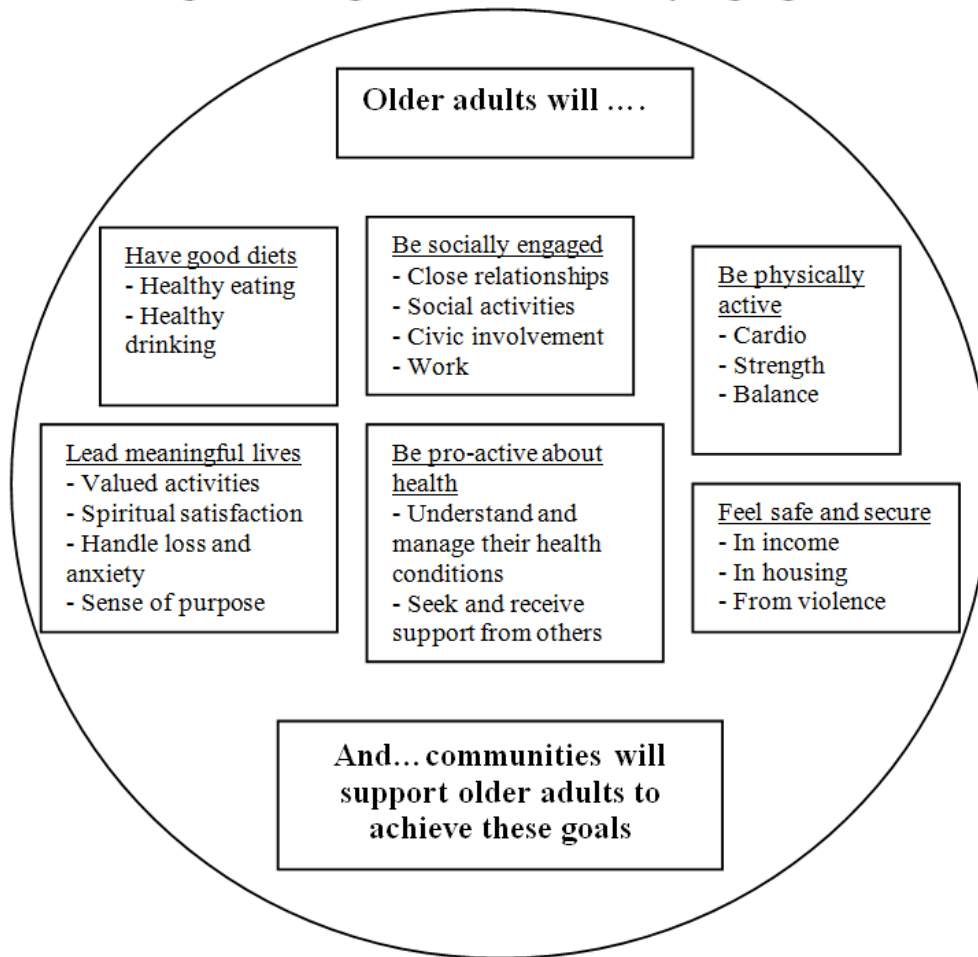 Older adults will ….
Have good diets
- Healthy eating
- Healthy
drinking
Be socially engaged
- Close relationships
- Social activities
- Civic involvement
- Work
Be physically
active
- Cardio
- Strength
- Balance
Lead meaningful lives
- Valued activities
- Spiritual satisfaction
- Handle loss and
anxiety
- Sense of purpose
Be pro-active about
health
- Understand and
manage their health
conditions
- Seek and receive
support from others
Feel safe and secure
- In income
- In housing
- From violence
And… communities will
support older adults to
achieve these goals